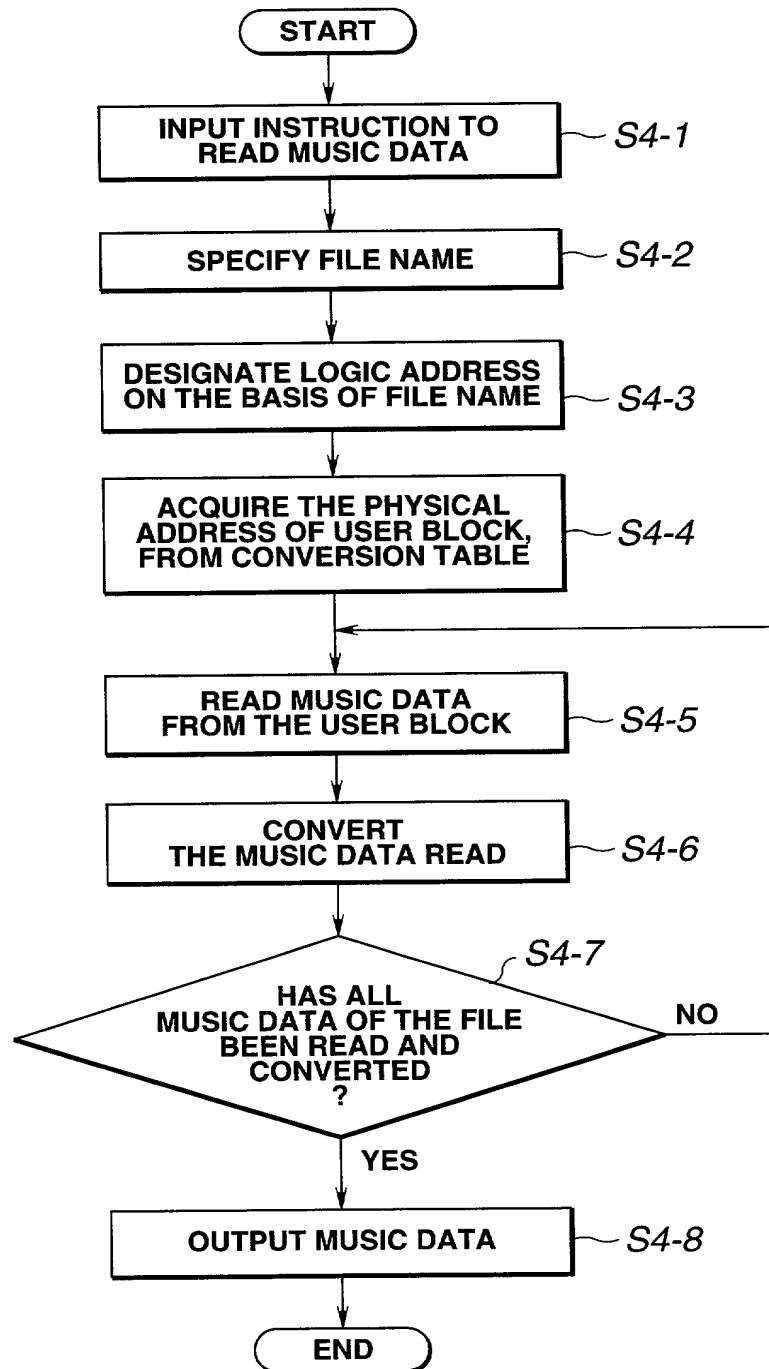 START
INPUT INSTRUCTION TO
READ MUSIC DATA
S4-1
SPECIFY FILE NAME
S4-2
DESIGNATE LOGIC ADDRESS
ON THE BASIS OF FILE NAME
S4-3
ACQUIRE THE PHYSICAL
ADDRESS OF USER BLOCK,
FROM CONVERSION TABLE
S4-4
READ MUSIC DATA
FROM THE USER BLOCK
S4-5
CONVERT
THE MUSIC DATA READ
S4-6
S4-7
HAS ALL
MUSIC DATA OF THE FILE
BEEN READ AND
CONVERTED
?
NO
YES
OUTPUT MUSIC DATA
S4-8
END